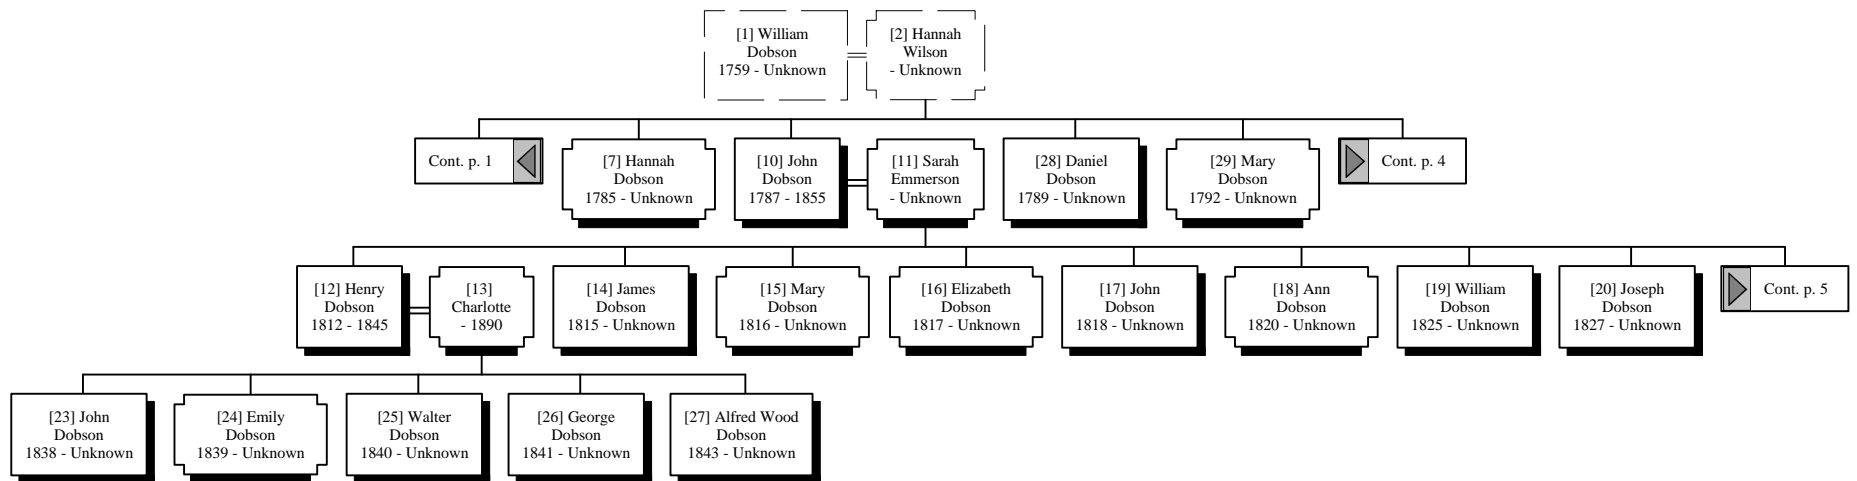 [1] William
Dobson
1759 - Unknown
[2] Hannah
Wilson
- Unknown
Cont. p. 1
[7] Hannah
Dobson
1785 - Unknown
[10] John
Dobson
1787 - 1855
[11] Sarah
Emmerson
- Unknown
[28] Daniel
Dobson
1789 - Unknown
[29] Mary
Dobson
1792 - Unknown
Cont. p. 4
[12] Henry
Dobson
1812 - 1845
[13]
Charlotte
- 1890
[14] James
Dobson
1815 - Unknown
[15] Mary
Dobson
1816 - Unknown
[16] Elizabeth
Dobson
1817 - Unknown
[17] John
Dobson
1818 - Unknown
[18] Ann
Dobson
1820 - Unknown
[19] William
Dobson
1825 - Unknown
[20] Joseph
Dobson
1827 - Unknown
Cont. p. 5
[23] John
Dobson
1838 - Unknown
[24] Emily
Dobson
1839 - Unknown
[25] Walter
Dobson
1840 - Unknown
[26] George
Dobson
1841 - Unknown
[27] Alfred Wood
Dobson
1843 - Unknown